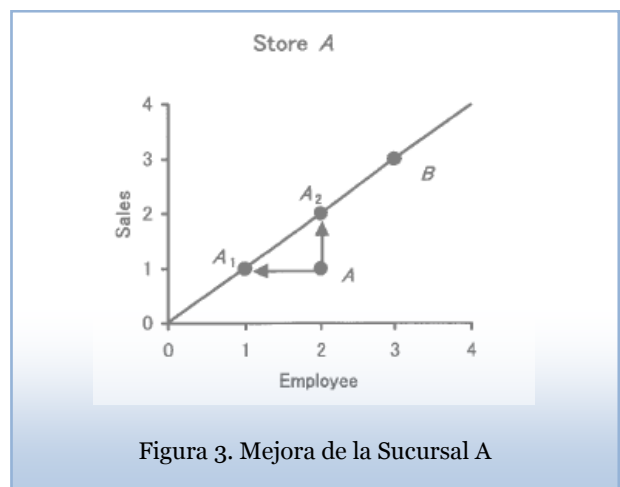 Store A
4
3
2
1
0
Sales
A₂
B
A₁
A
0 1 2 3 4
Employee
Figura 3. Mejora de la Sucursal A